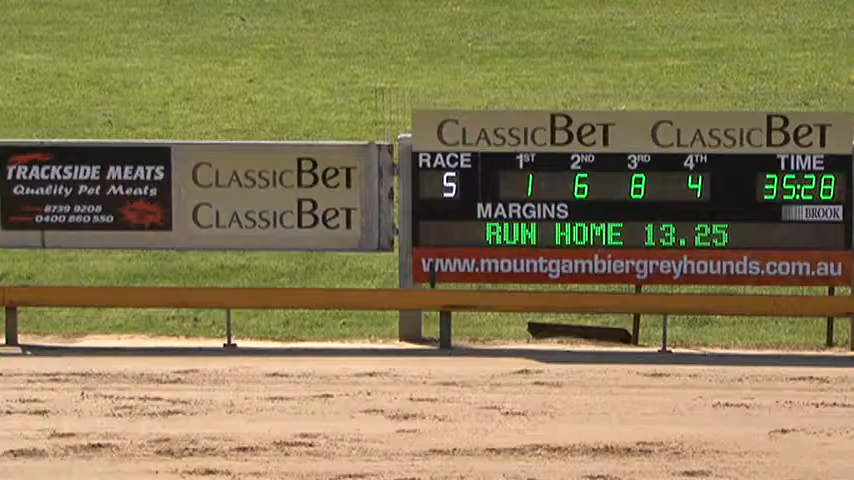 CLASSICBET CLASSICBET
RACE 1ST 2ND 3RD 4TH TIME
5 1 6 8 4 35:28
MARGINS BROOK
RUN HOME 13.25
www.mountgambiergreyhounds.com.au
TRACKSIDE MEATS
Quality Pet Meats
8739 9208
0400 860 550
CLASSICBET
CLASSICBET